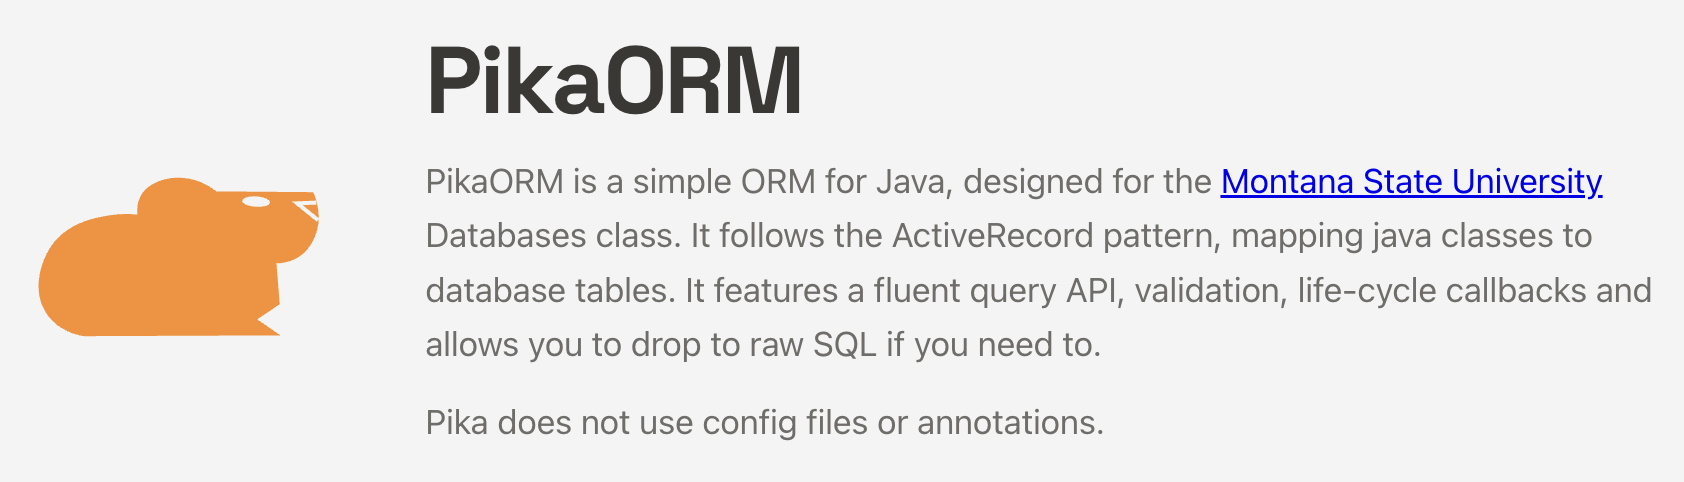 PikaORM
PikaORM is a simple ORM for Java, designed for the Montana State University
Databases class. It follows the ActiveRecord pattern, mapping java classes to
database tables. It features a fluent query API, validation, life-cycle callbacks and
allows you to drop to raw SQL if you need to.
Pika does not use config files or annotations.